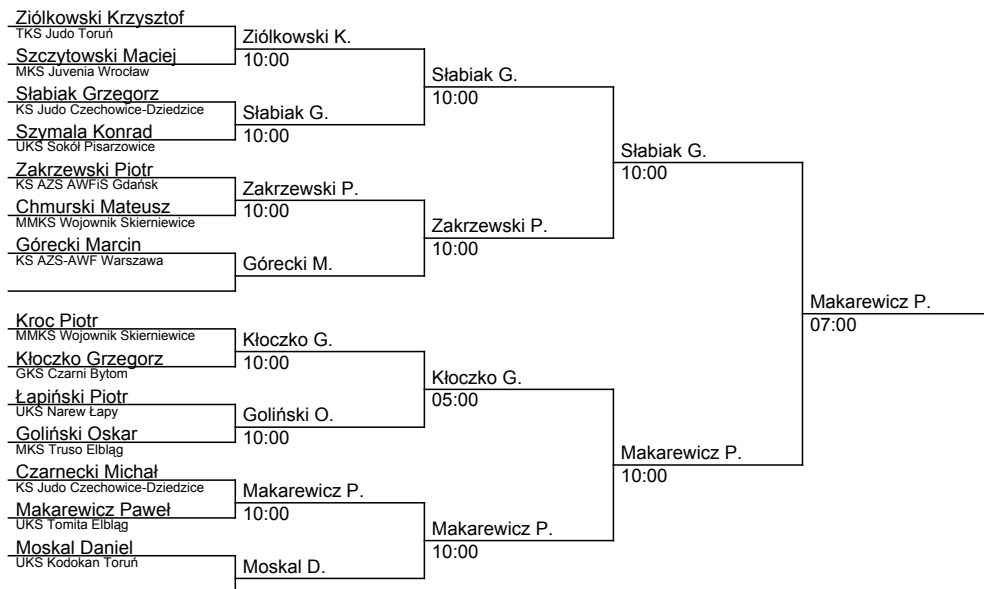 Ziółkowski Krzysztof
TKS Judo Toruń
Szczytowski Maciej
MKS Juvenia Wrocław
Słabiak Grzegorz
KS Judo Czechowice-Dziedzice
Szymala Konrad
UKS Sokół Pisarzowice
Zakrzewski Piotr
KS AZS AWFiS Gdańsk
Chmurski Mateusz
MMKS Wojownik Skierniewice
Górecki Marcin
KS AZS-AWF Warszawa
Kroc Piotr
MMKS Wojownik Skierniewice
Kłoczko Grzegorz
GKS Czarni Bytom
Łapiński Piotr
UKS Narew Łapy
Goliński Oskar
MKS Truso Elbląg
Czarnecki Michał
KS Judo Czechowice-Dziedzice
Makarewicz Paweł
UKS Tomita Elbląg
Moskal Daniel
UKS Kodokan Toruń
Ziółkowski K.
10:00
Słabiak G.
10:00
Zakrzewski P.
10:00
Górecki M.
Kłoczko G.
10:00
Goliński O.
10:00
Makarewicz P.
10:00
Moskal D.
Słabiak G.
10:00
Zakrzewski P.
10:00
Kłoczko G.
05:00
Makarewicz P.
10:00
Słabiak G.
10:00
Makarewicz P.
10:00
Makarewicz P.
07:00